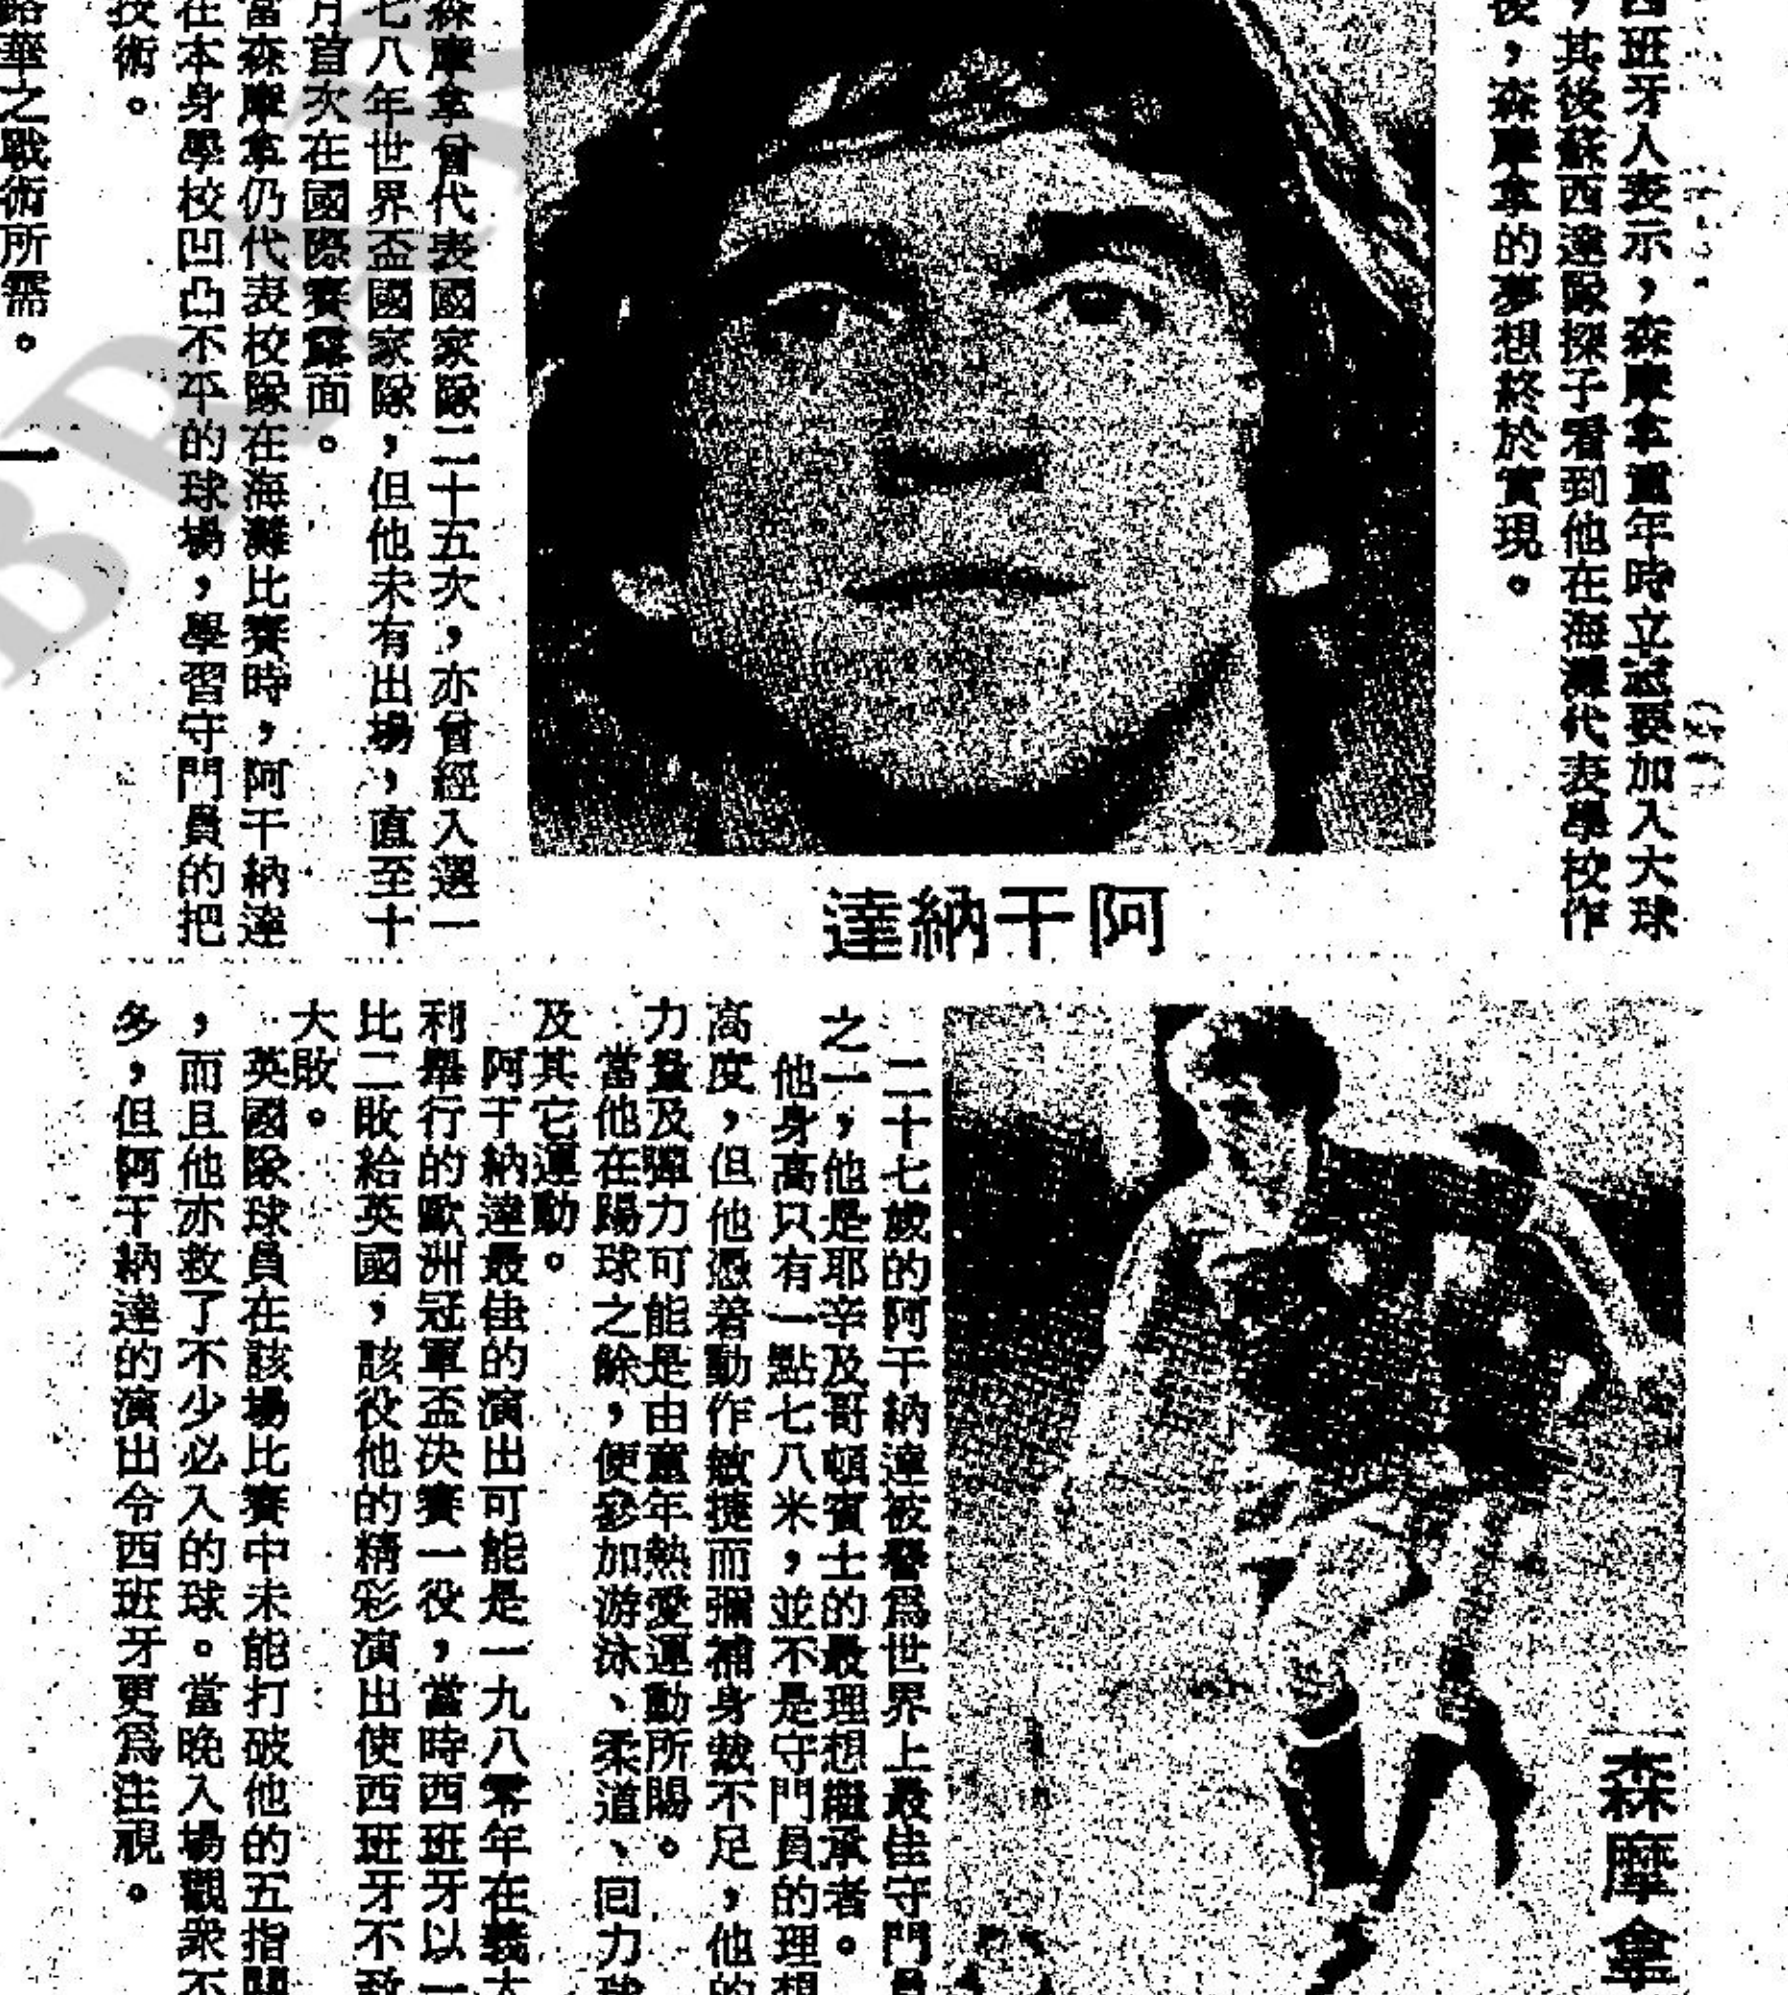 西班牙人表示，森摩拿童年時立志要加入大球
，其後蘇西達隊探子看到他在海灘代表學校作
後，森摩拿的夢想終於實現。
阿干納達
森摩拿曾代表國家隊二十五次，亦曾經入選一
七八年世界盃國家隊，但他未有出場，直至十
月首次在國際賽露面。
當森摩拿仍代表校隊在海灘比賽時，阿干納達
在本身學校凹凸不平的球場，學習守門員的把
技術。
路華之戰術所需。
森摩拿
二十七歲的阿干納達被譽爲世界上最佳守門員
之一，他是耶辛及哥頓賓士的最理想繼承者。
他身高只有一點七八米，並不是守門員的理想
高度，但他憑着動作敏捷而彌補身裁不足，他的
力量及彈力可能是由童年熱愛運動所賜。
當他在踢球之餘，便參加游泳、柔道、回力球
及其它運動。
阿干納達最佳的演出可能是一九八零年在義大
利舉行的歐洲冠軍盃決賽一役，當時西班牙以一
比二敗給英國，該役他的精彩演出使西班牙不致
大敗。
英國隊球員在該場比賽中未能打破他的五指關
，而且他亦救了不少必入的球。當晚入場觀衆不
多，但阿干納達的演出令西班牙更爲注視。
BRA